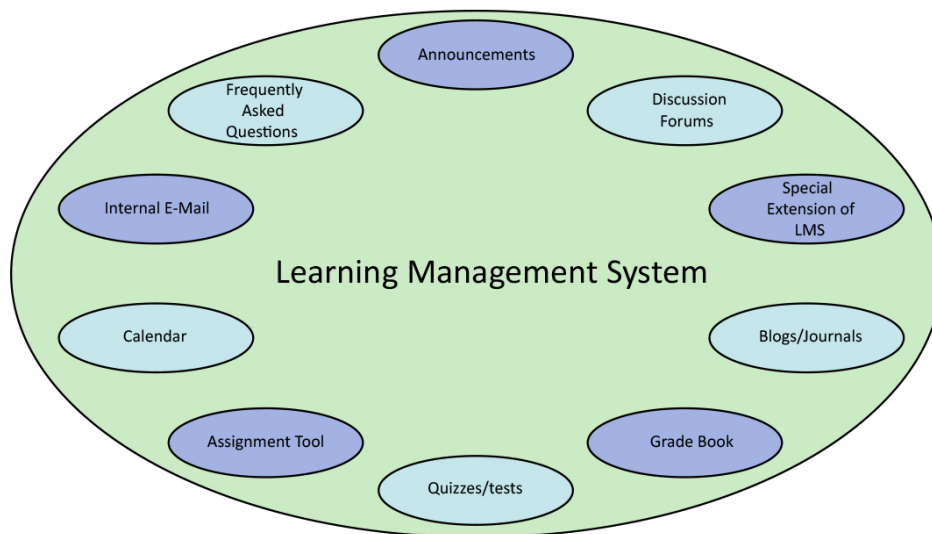 Announcements
Frequently
Asked
Questions
Discussion
Forums
Internal E-Mail
Special
Extension of
LMS
Learning Management System
Calendar
Blogs/Journals
Assignment Tool
Grade Book
Quizzes/tests